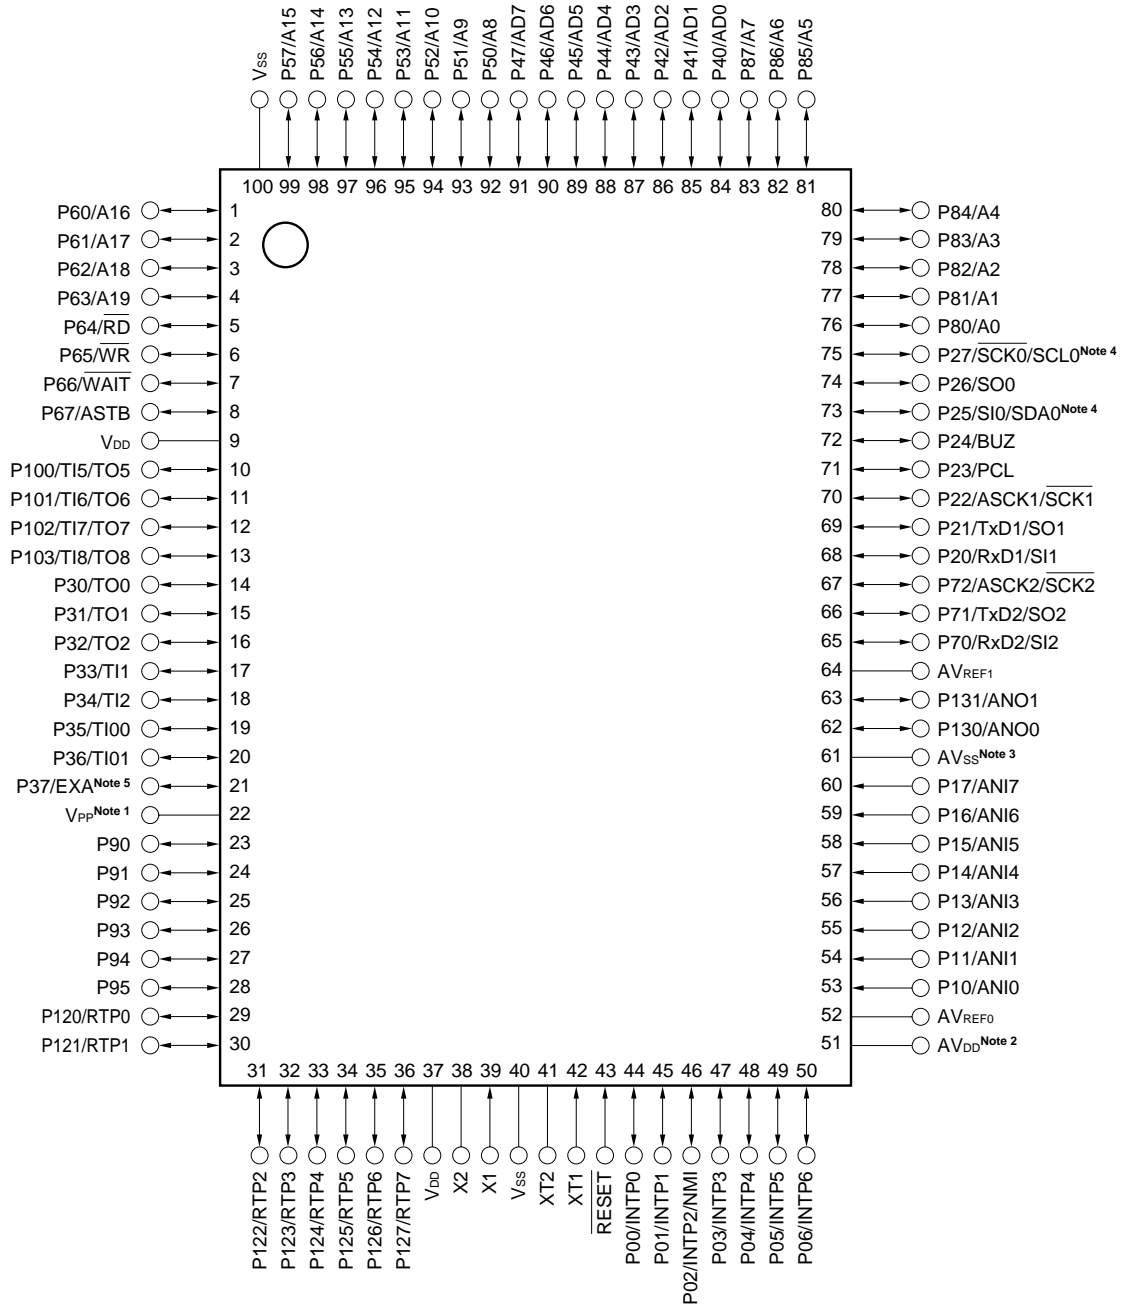 Vss
P57/A15
P56/A14
P55/A13
P54/A12
P53/A11
P52/A10
P51/A9
P50/A8
P47/AD7
P46/AD6
P45/AD5
P44/AD4
P43/AD3
P42/AD2
P41/AD1
P40/AD0
P87/A7
P86/A6
P85/A5
100 99 98 97 96 95 94 93 92 91 90 89 88 87 86 85 84 83 82 81
P60/A16 1 80 P84/A4
P61/A17 2 79 P83/A3
P62/A18 3 78 P82/A2
P63/A19 4 77 P81/A1
P64/RD 5 76 P80/A0
P65/WR 6 75 P27/SCK0/SCL0Note 4
P66/WAIT 7 74 P26/SO0
P67/ASTB 8 73 P25/SI0/SDA0Note 4
VDD 9 72 P24/BUZ
P100/TI5/TO5 10 71 P23/PCL
P101/TI6/TO6 11 70 P22/ASCK1/SCK1
P102/TI7/TO7 12 69 P21/TxD1/SO1
P103/TI8/TO8 13 68 P20/RxD1/SI1
P30/TO0 14 67 P72/ASCK2/SCK2
P31/TO1 15 66 P71/TxD2/SO2
P32/TO2 16 65 P70/RxD2/SI2
P33/TI1 17 64 AVREF1
P34/TI2 18 63 P131/ANO1
P35/TI00 19 62 P130/ANO0
P36/TI01 20 61 AVSSNote 3
P37/EXANote 5 21 60 P17/ANI7
VPPNote 1 22 59 P16/ANI6
P90 23 58 P15/ANI5
P91 24 57 P14/ANI4
P92 25 56 P13/ANI3
P93 26 55 P12/ANI2
P94 27 54 P11/ANI1
P95 28 53 P10/ANI0
P120/RTP0 29 52 AVREF0
P121/RTP1 30 51 AVDDNote 2
31 32 33 34 35 36 37 38 39 40 41 42 43 44 45 46 47 48 49 50
P122/RTP2
P123/RTP3
P124/RTP4
P125/RTP5
P126/RTP6
P127/RTP7
VDD
X2
X1
Vss
XT2
XT1
RESET
P00/INTP0
P01/INTP1
P02/INTP2/NMI
P03/INTP3
P04/INTP4
P05/INTP5
P06/INTP6